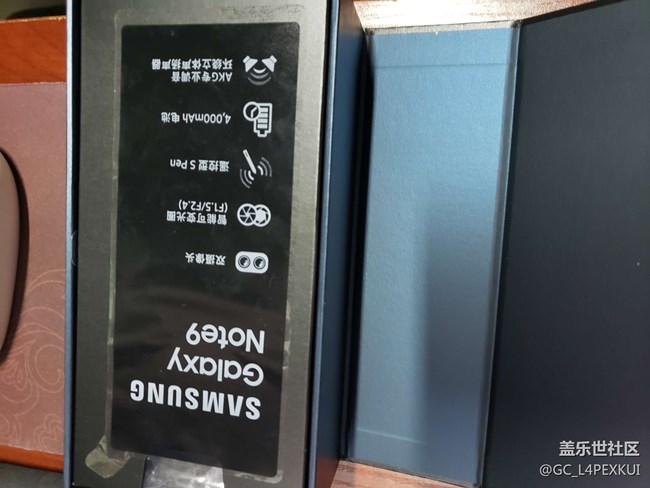 SAMSUNG
Galaxy
Note9
双摄像头
智能可变光圈
(F1.5/F2.4)
遥控型 S Pen
4,000mAh 电池
AKG专业调音
环绕立体声扬声器
盖乐世社区
@GC_L4PEXKUI